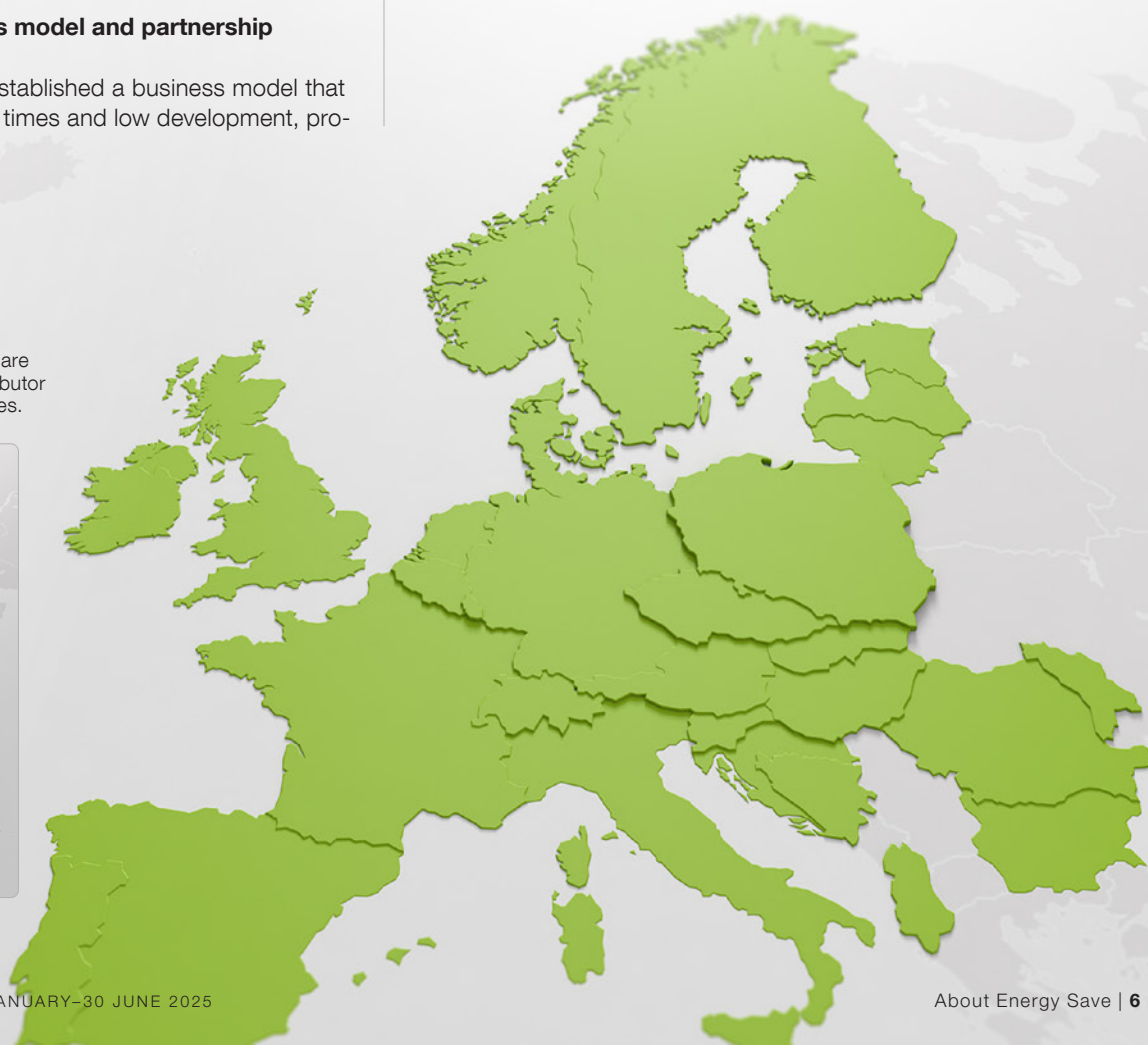 s model and partnership
stablished a business model that
times and low development, pro-
are
butor
es.
ANUARY–30 JUNE 2025
About Energy Save | 6